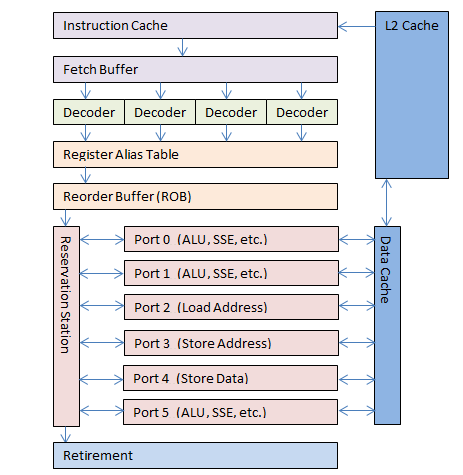 Instruction Cache
L2 Cache
Fetch Buffer
Decoder
Decoder
Decoder
Decoder
Register Alias Table
Reorder Buffer (ROB)
Reservation Station
Port 0 (ALU, SSE, etc.)
Port 1 (ALU, SSE, etc.)
Port 2 (Load Address)
Port 3 (Store Address)
Port 4 (Store Data)
Port 5 (ALU, SSE, etc.)
Data Cache
Retirement